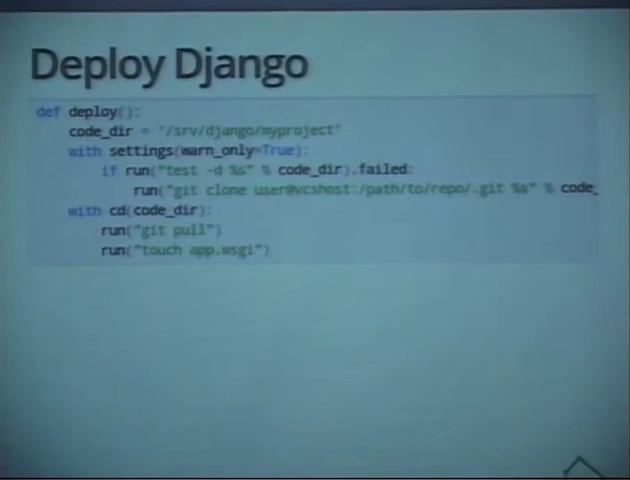 Deploy Django
def deploy():
    code_dir = '/srv/django/myproject'
    with settings(warn_only=True):
        if run("test -d %s" % code_dir).failed:
            run("git clone user@vcshost:/path/to/repo/.git %s" % code_
    with cd(code_dir):
        run("git pull")
        run("touch app.wsgi")